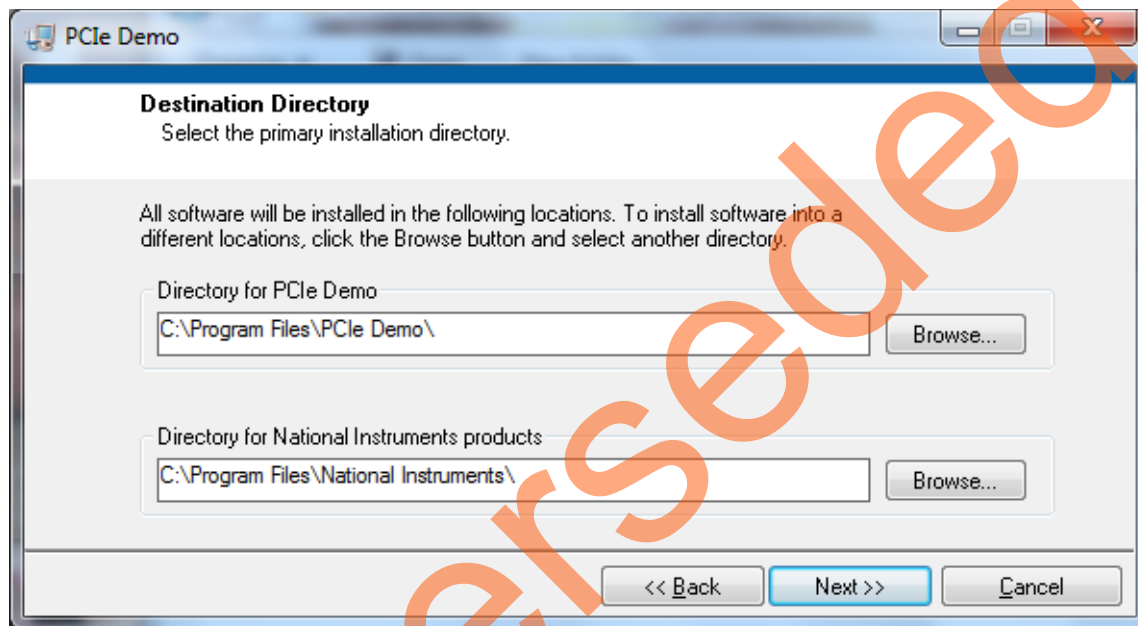 PCIe Demo
Destination Directory
Select the primary installation directory.
All software will be installed in the following locations. To install software into a
different locations, click the Browse button and select another directory.
Directory for PCIe Demo
C:\Program Files\PCIe Demo\
Browse...
Directory for National Instruments products
C:\Program Files\National Instruments\
Browse...
<< Back
Next >>
Cancel
ersed